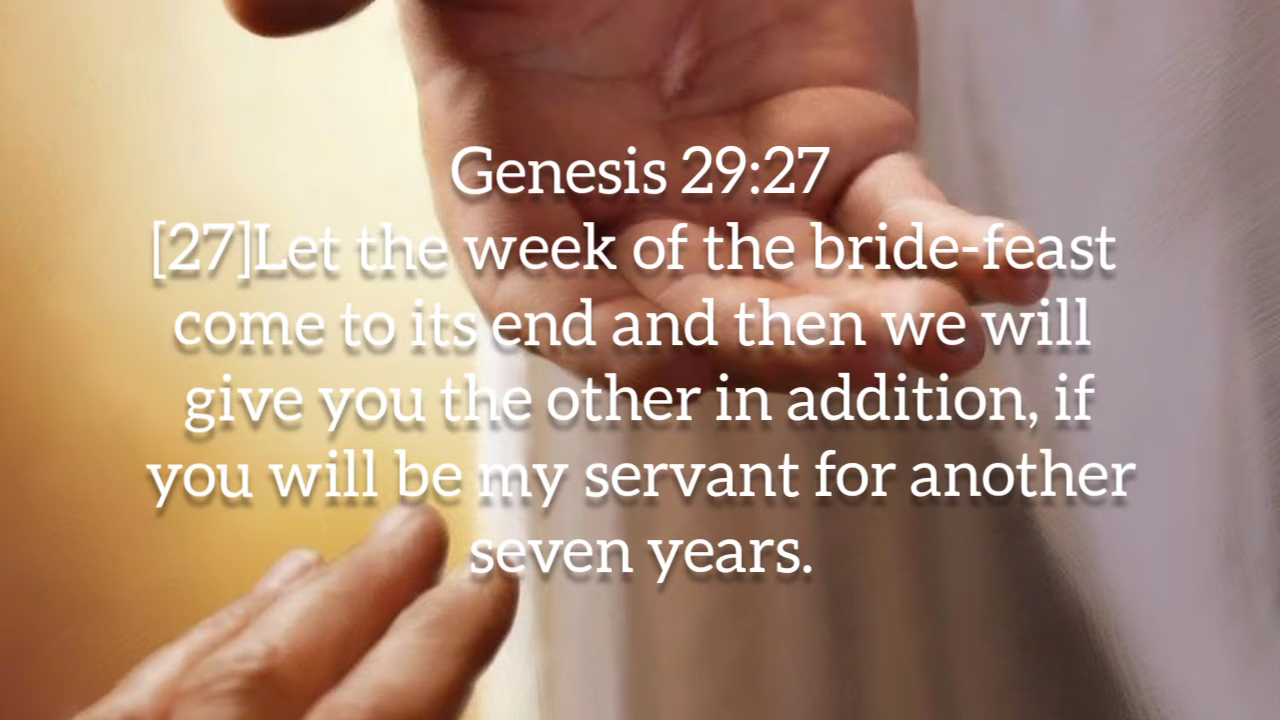 Genesis 29:27
[27]Let the week of the bride-feast
come to its end and then we will
give you the other in addition, if
you will be my servant for another
seven years.